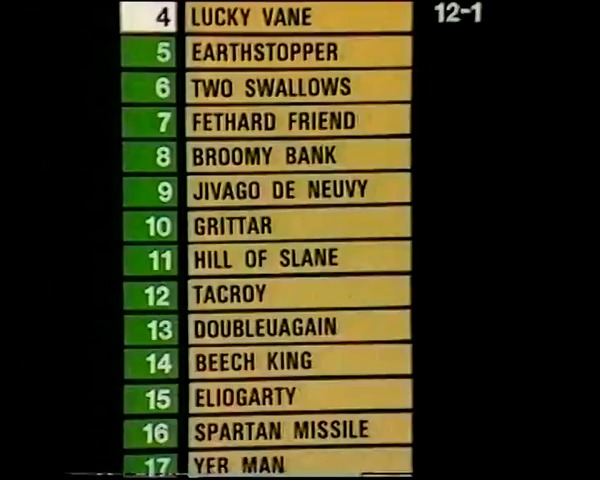 4 LUCKY VANE 12-1
5 EARTHSTOPPER
6 TWO SWALLOWS
7 FETHARD FRIEND
8 BROOMY BANK
9 JIVAGO DE NEUVY
10 GRITTAR
11 HILL OF SLANE
12 TACROY
13 DOUBLEUAGAIN
14 BEECH KING
15 ELIOGARTY
16 SPARTAN MISSILE
17 YER MAN